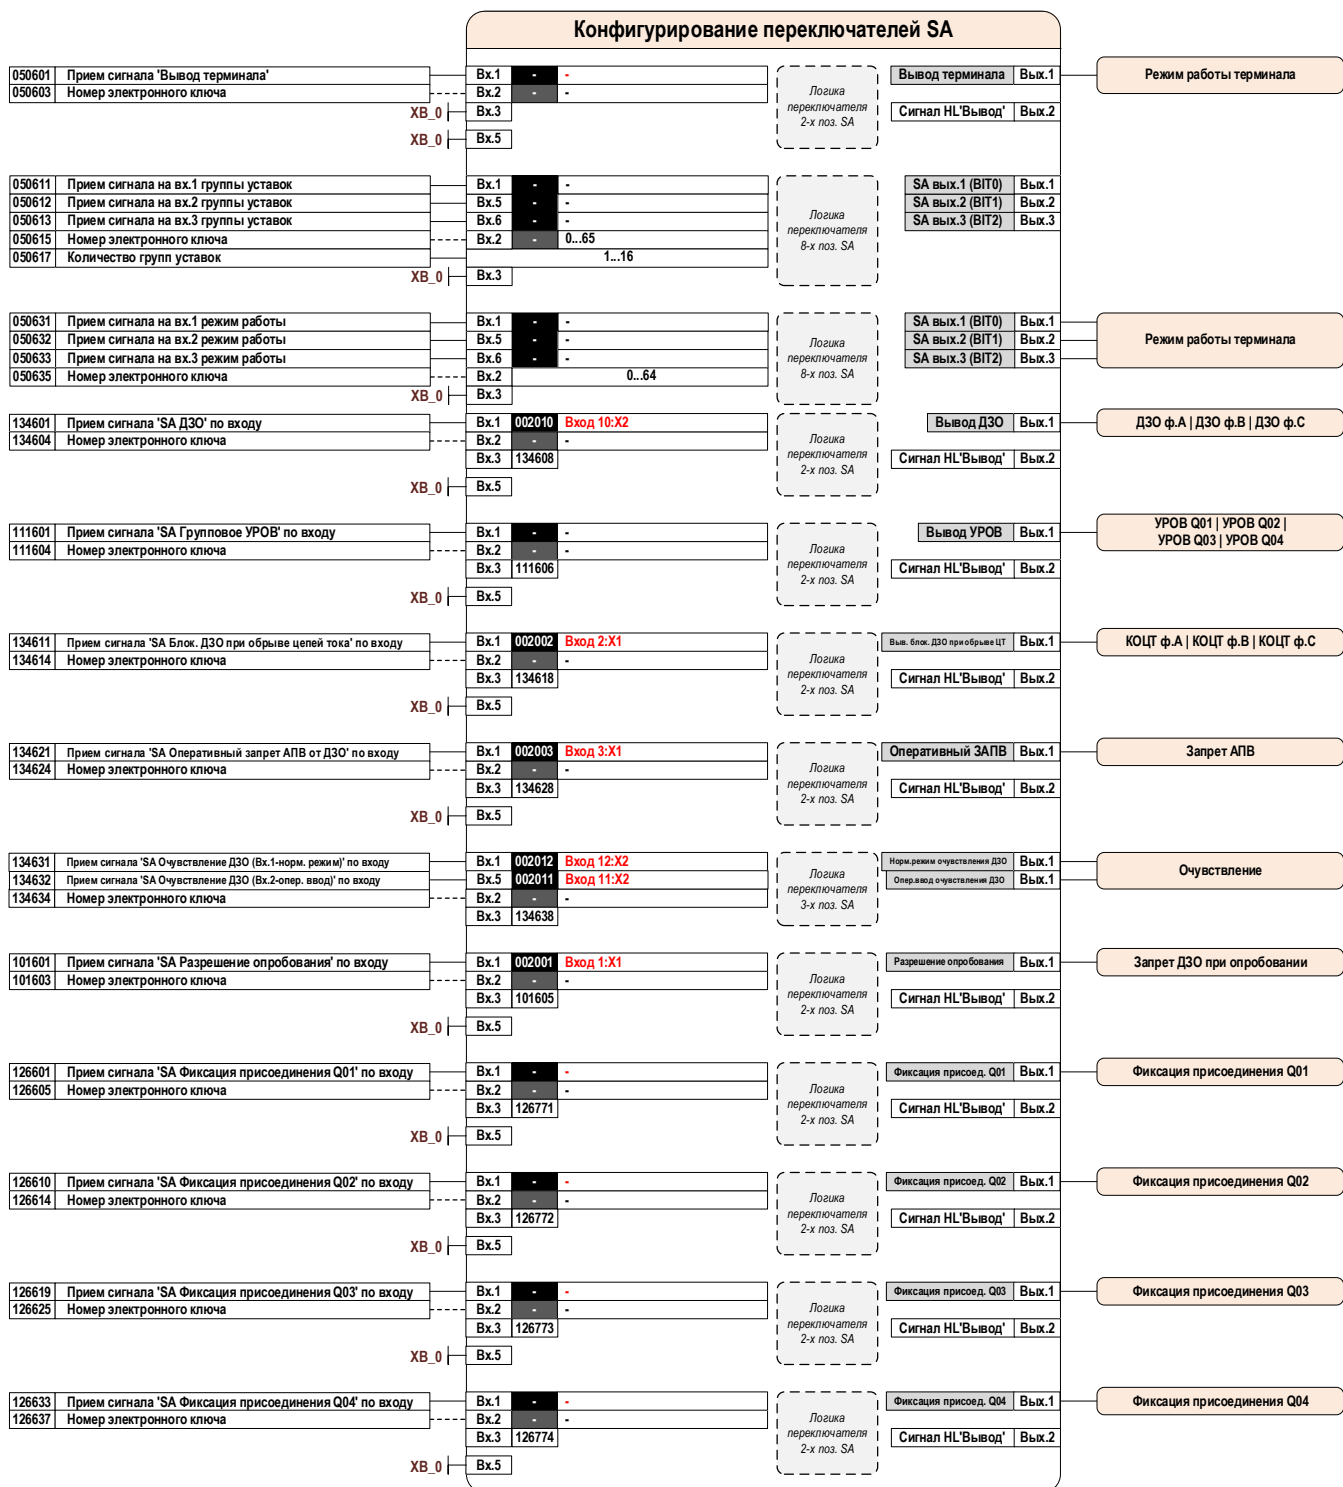 Конфигурирование переключателей SA
050601 Прием сигнала 'Вывод терминала' Вх.1 - - Вывод терминала Вых.1 Режим работы терминала
050603 Номер электронного ключа Вх.2 - -
XB_0 Вх.3 Сигнал HL'Вывод' Вых.2
XB_0 Вх.5
Логика
переключателя
2-х поз. SA
050611 Прием сигнала на вх.1 группы уставок Вх.1 - - SA вых.1 (BIT0) Вых.1
050612 Прием сигнала на вх.2 группы уставок Вх.5 - - SA вых.2 (BIT1) Вых.2
050613 Прием сигнала на вх.3 группы уставок Вх.6 - - SA вых.3 (BIT2) Вых.3
050615 Номер электронного ключа Вх.2 - 0...65
050617 Количество групп уставок 1...16
XB_0 Вх.3
Логика
переключателя
8-х поз. SA
050631 Прием сигнала на вх.1 режим работы Вх.1 - - SA вых.1 (BIT0) Вых.1
050632 Прием сигнала на вх.2 режим работы Вх.5 - - SA вых.2 (BIT1) Вых.2 Режим работы терминала
050633 Прием сигнала на вх.3 режим работы Вх.6 - - SA вых.3 (BIT2) Вых.3
050635 Номер электронного ключа Вх.2 0...64
XB_0 Вх.3
Логика
переключателя
8-х поз. SA
134601 Прием сигнала 'SA ДЗО' по входу Вх.1 002010 Вход 10:X2 Вывод ДЗО Вых.1 ДЗО ф.A | ДЗО ф.B | ДЗО ф.C
134604 Номер электронного ключа Вх.2 - -
Вх.3 134608 Сигнал HL'Вывод' Вых.2
XB_0 Вх.5
Логика
переключателя
2-х поз. SA
111601 Прием сигнала 'SA Групповое УРОВ' по входу Вх.1 - - Вывод УРОВ Вых.1 УРОВ Q01 | УРОВ Q02 |
УРОВ Q03 | УРОВ Q04
111604 Номер электронного ключа Вх.2 - -
Вх.3 111606 Сигнал HL'Вывод' Вых.2
XB_0 Вх.5
Логика
переключателя
2-х поз. SA
134611 Прием сигнала 'SA Блок. ДЗО при обрыве цепей тока' по входу Вх.1 002002 Вход 2:X1 Выв. блок. ДЗО при обрыве ЦТ Вых.1 КОЦТ ф.A | КОЦТ ф.B | КОЦТ ф.C
134614 Номер электронного ключа Вх.2 - -
Вх.3 134618 Сигнал HL'Вывод' Вых.2
XB_0 Вх.5
Логика
переключателя
2-х поз. SA
134621 Прием сигнала 'SA Оперативный запрет АПВ от ДЗО' по входу Вх.1 002003 Вход 3:X1 Оперативный ЗАПВ Вых.1 Запрет АПВ
134624 Номер электронного ключа Вх.2 - -
Вх.3 134628 Сигнал HL'Вывод' Вых.2
XB_0 Вх.5
Логика
переключателя
2-х поз. SA
134631 Прием сигнала 'SA Очувствление ДЗО (Вх.1-норм. режим)' по входу Вх.1 002012 Вход 12:X2 Норм.режим очувствления ДЗО Вых.1 Очувствление
134632 Прием сигнала 'SA Очувствление ДЗО (Вх.2-опер. ввод)' по входу Вх.5 002011 Вход 11:X2 Опер.ввод очувствления ДЗО Вых.1
134634 Номер электронного ключа Вх.2 - -
Вх.3 134638
Логика
переключателя
3-х поз. SA
101601 Прием сигнала 'SA Разрешение опробования' по входу Вх.1 002001 Вход 1:X1 Разрешение опробования Вых.1 Запрет ДЗО при опробовании
101603 Номер электронного ключа Вх.2 - -
Вх.3 101605 Сигнал HL'Вывод' Вых.2
XB_0 Вх.5
Логика
переключателя
2-х поз. SA
126601 Прием сигнала 'SA Фиксация присоединения Q01' по входу Вх.1 - - Фиксация присоед. Q01 Вых.1 Фиксация присоединения Q01
126605 Номер электронного ключа Вх.2 - -
Вх.3 126771 Сигнал HL'Вывод' Вых.2
XB_0 Вх.5
Логика
переключателя
2-х поз. SA
126610 Прием сигнала 'SA Фиксация присоединения Q02' по входу Вх.1 - - Фиксация присоед. Q02 Вых.1 Фиксация присоединения Q02
126614 Номер электронного ключа Вх.2 - -
Вх.3 126772 Сигнал HL'Вывод' Вых.2
XB_0 Вх.5
Логика
переключателя
2-х поз. SA
126619 Прием сигнала 'SA Фиксация присоединения Q03' по входу Вх.1 - - Фиксация присоед. Q03 Вых.1 Фиксация присоединения Q03
126625 Номер электронного ключа Вх.2 - -
Вх.3 126773 Сигнал HL'Вывод' Вых.2
XB_0 Вх.5
Логика
переключателя
2-х поз. SA
126633 Прием сигнала 'SA Фиксация присоединения Q04' по входу Вх.1 - - Фиксация присоед. Q04 Вых.1 Фиксация присоединения Q04
126637 Номер электронного ключа Вх.2 - -
Вх.3 126774 Сигнал HL'Вывод' Вых.2
XB_0 Вх.5
Логика
переключателя
2-х поз. SA